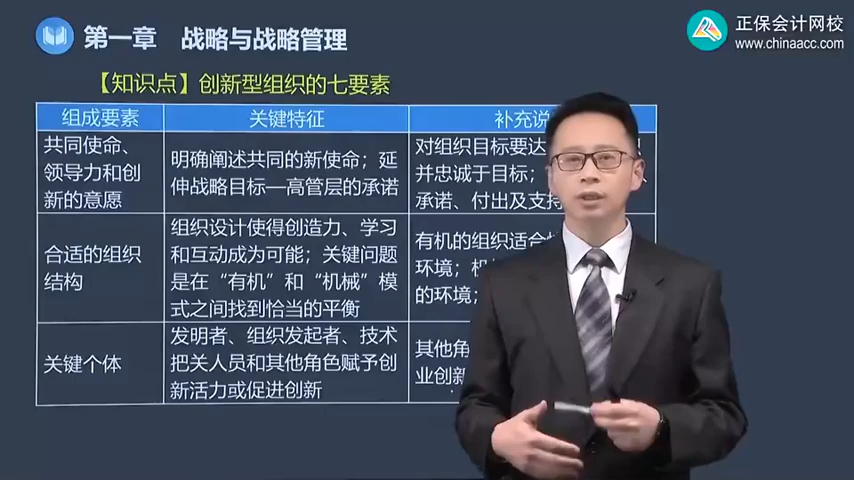 第一章 战略与战略管理
正保会计网校
www.chinaacc.com
【知识点】创新型组织的七要素
组成要素
关键特征
补充说
共同使命、
领导力和创
新的意愿
明确阐述共同的新使命；延
伸战略目标—高管层的承诺
对组织目标要达
并忠诚于目标；
承诺、付出及支持
合适的组织
结构
组织设计使得创造力、学习
和互动成为可能；关键问题
是在“有机”和“机械”模
式之间找到恰当的平衡
有机的组织适合
环境；机
的环境；
关键个体
发明者、组织发起者、技术
把关人员和其他角色赋予创
新活力或促进创新
其他角
业创新